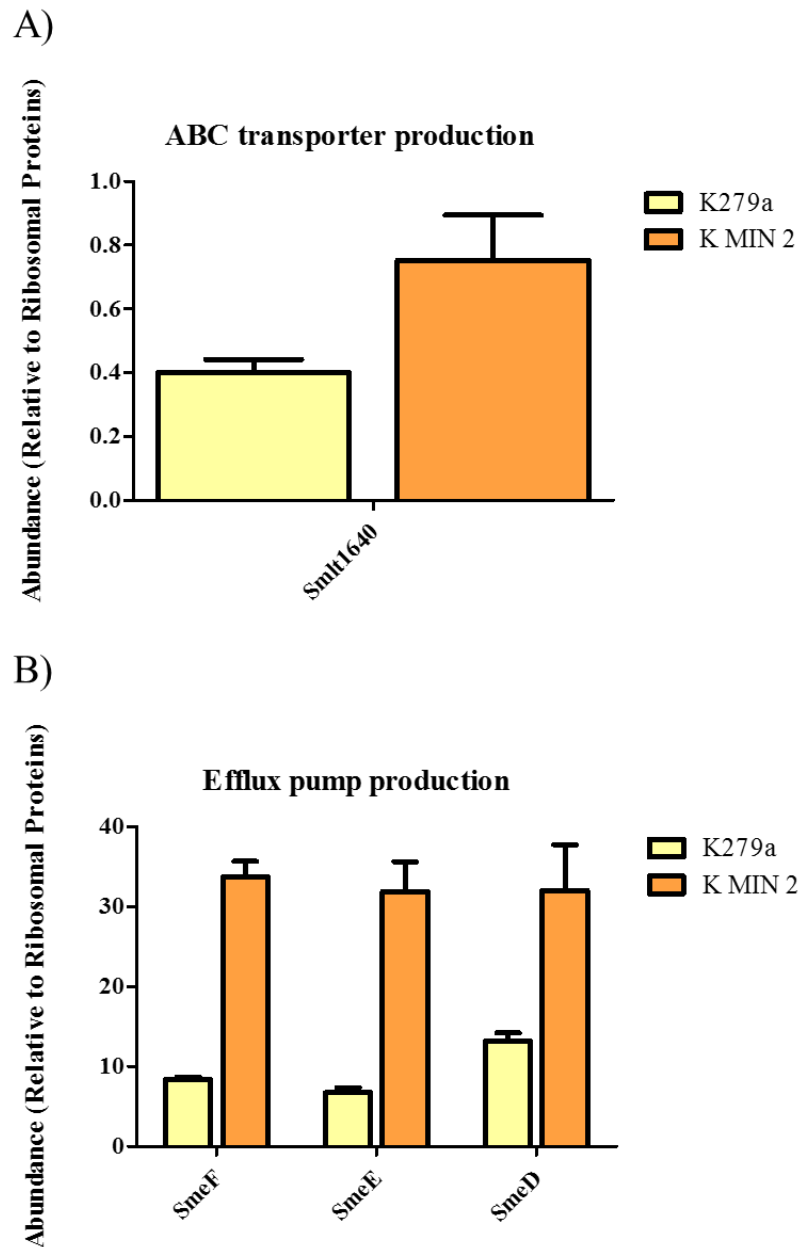 A)
ABC transporter production
Abundance (Relative to Ribosomal Proteins)
1.0
0.8
0.6
0.4
0.2
0.0
Smlt1640
K279a
K MIN 2
B)
Efflux pump production
Abundance (Relative to Ribosomal Proteins)
40
30
20
10
0
SmeF
SmeE
SmeD
K279a
K MIN 2